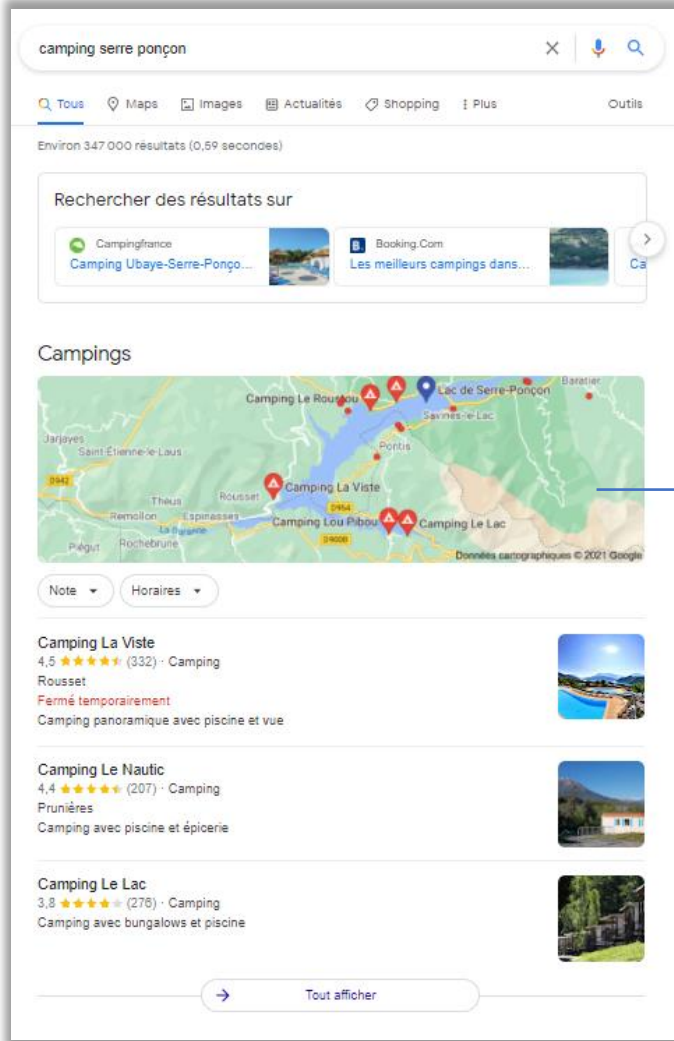 camping serre ponçon
Tous Maps Images Actualités Shopping Plus Outils
Environ 347 000 résultats (0,59 secondes)
Rechercher des résultats sur
Campingfrance
Camping Ubaye-Serre-Ponço...
B. Booking.Com
Les meilleurs campings dans...
Ca
Campings
Baratier
Lac de Serre-Ponçon
Camping Le Roustou
Savines-le-Lac
Jarjayes
Pontis
Saint-Étienne-le-Laus
D942
Camping La Viste
Théus
Rousset
D954
Remollon
Espinasses
Camping Lou Pibou
Camping Le Lac
La Durance
D900B
Piégut
Rochebrune
Données cartographiques © 2021 Google
Note
Horaires
Camping La Viste
4,5 (332) · Camping
Rousset
Fermé temporairement
Camping panoramique avec piscine et vue
Camping Le Nautic
4,4 (207) · Camping
Prunières
Camping avec piscine et épicerie
Camping Le Lac
3,8 (276) · Camping
Camping avec bungalows et piscine
Tout afficher